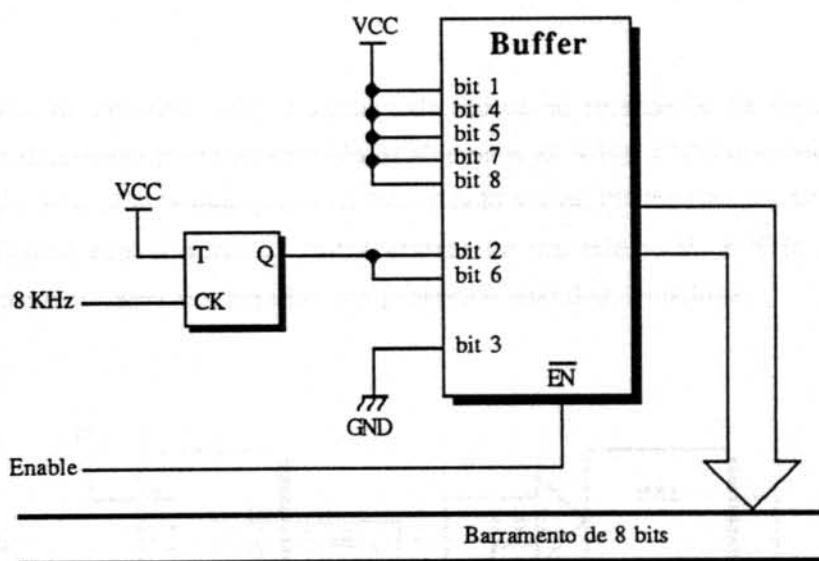 VCC
Buffer
bit 1
bit 4
bit 5
bit 7
bit 8
VCC
T Q
bit 2
bit 6
8 KHz
CK
bit 3
EN
GND
Enable
Barramento de 8 bits